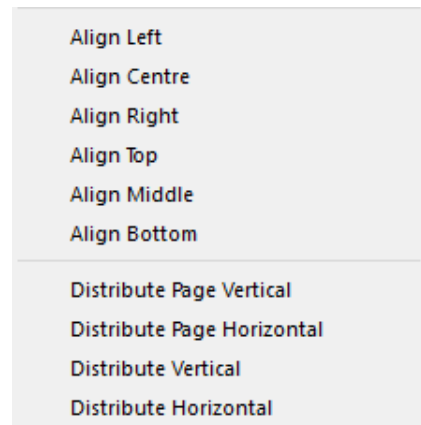 Align Left
Align Centre
Align Right
Align Top
Align Middle
Align Bottom
Distribute Page Vertical
Distribute Page Horizontal
Distribute Vertical
Distribute Horizontal